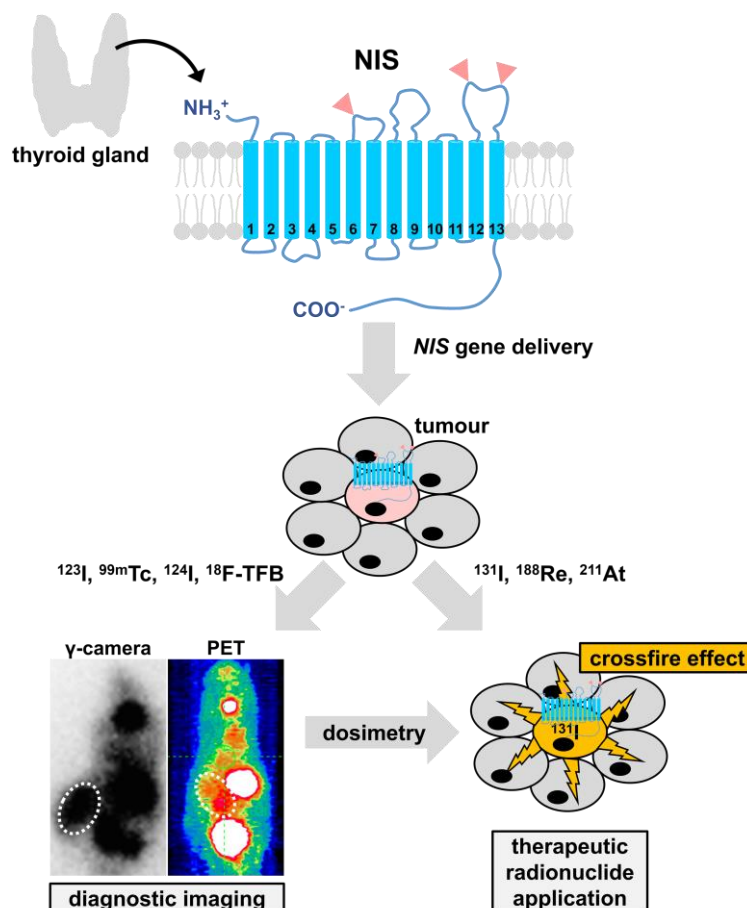 NIS
NH₃⁺
thyroid gland
1 2 3 4 5 6 7 8 9 10 11 12 13
COO⁻
NIS gene delivery
tumour
¹²³I, ⁹⁹ᵐTc, ¹²⁴I, ¹⁸F-TFB
¹³¹I, ¹⁸⁸Re, ²¹¹At
γ-camera
PET
crossfire effect
131I
dosimetry
therapeutic
radionuclide
application
diagnostic imaging